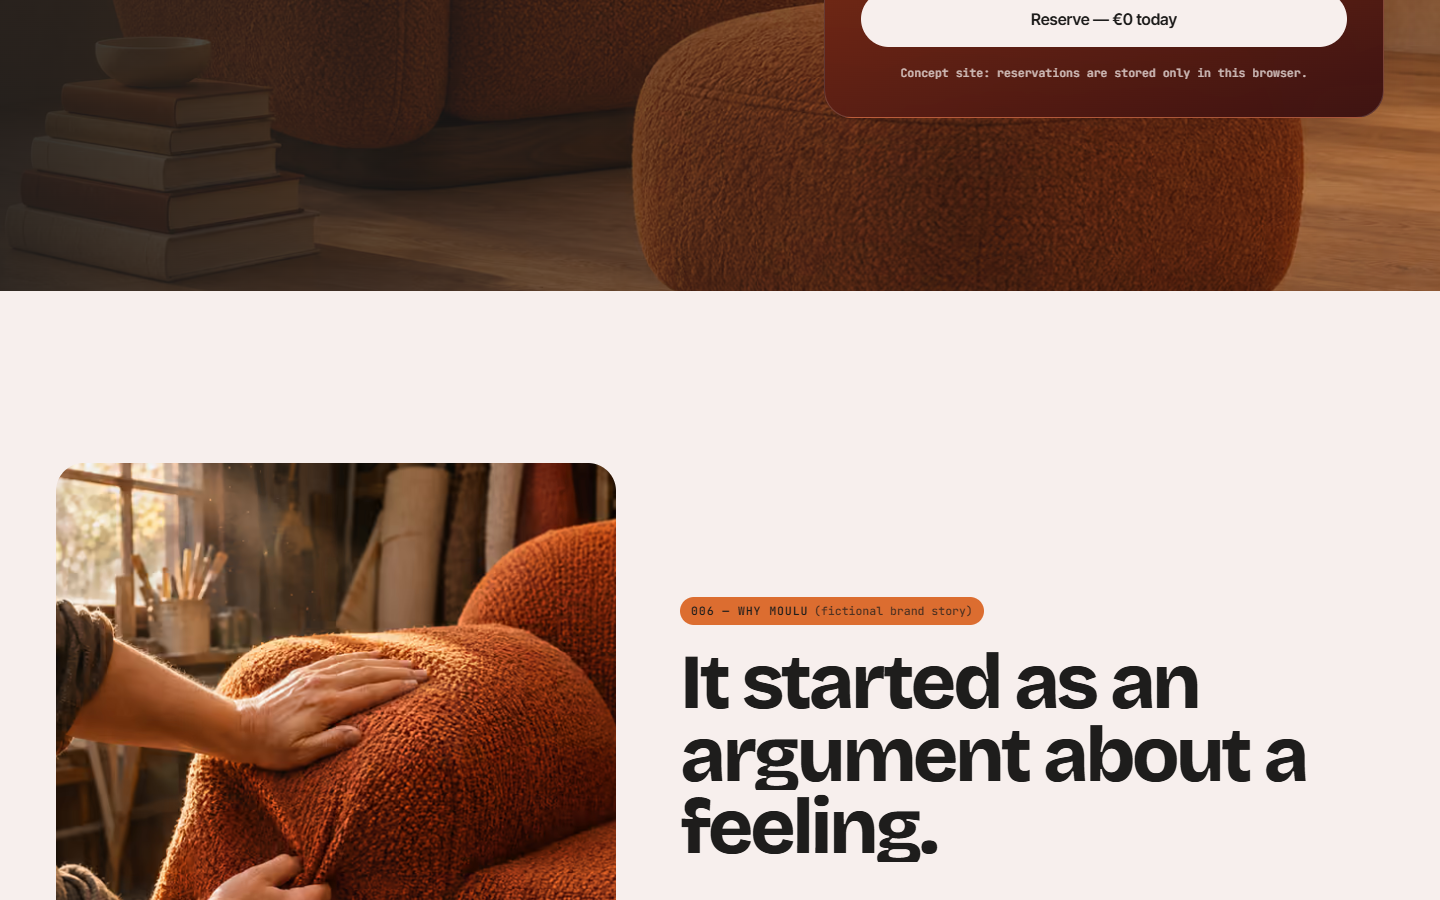 Reserve — €0 today
Concept site: reservations are stored only in this browser.
006 — WHY MOULU (fictional brand story)
It started as an
argument about a
feeling.